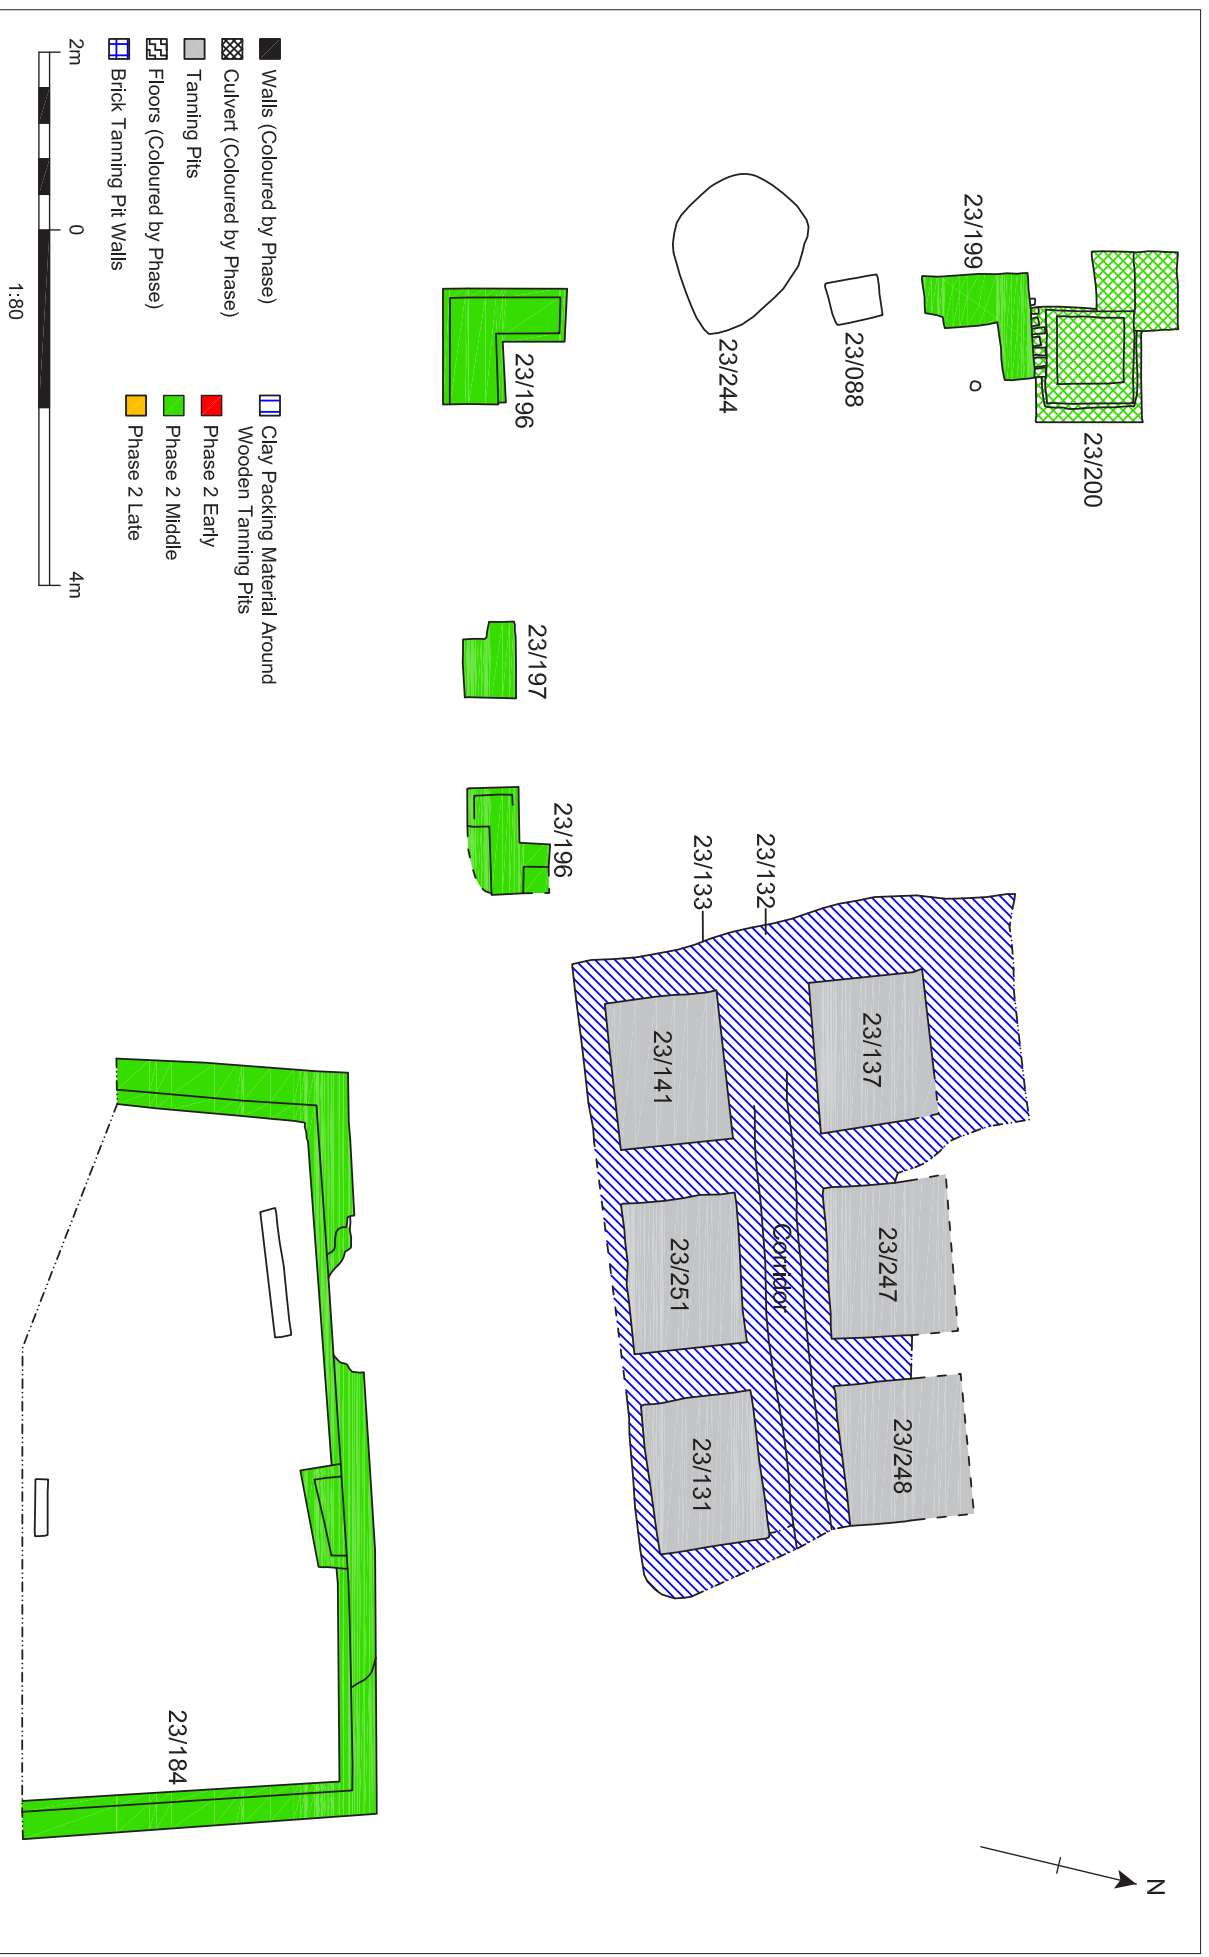 23/199
23/200
23/088
23/244
23/196
23/197
23/196
23/132
23/133
23/137
23/247
23/248
Corridor
23/141
23/251
23/131
23/184
N
Walls (Coloured by Phase)
Culvert (Coloured by Phase)
Tanning Pits
Floors (Coloured by Phase)
Brick Tanning Pit Walls
Clay Packing Material Around
Wooden Tanning Pits
Phase 2 Early
Phase 2 Middle
Phase 2 Late
2m
0
4m
1:80